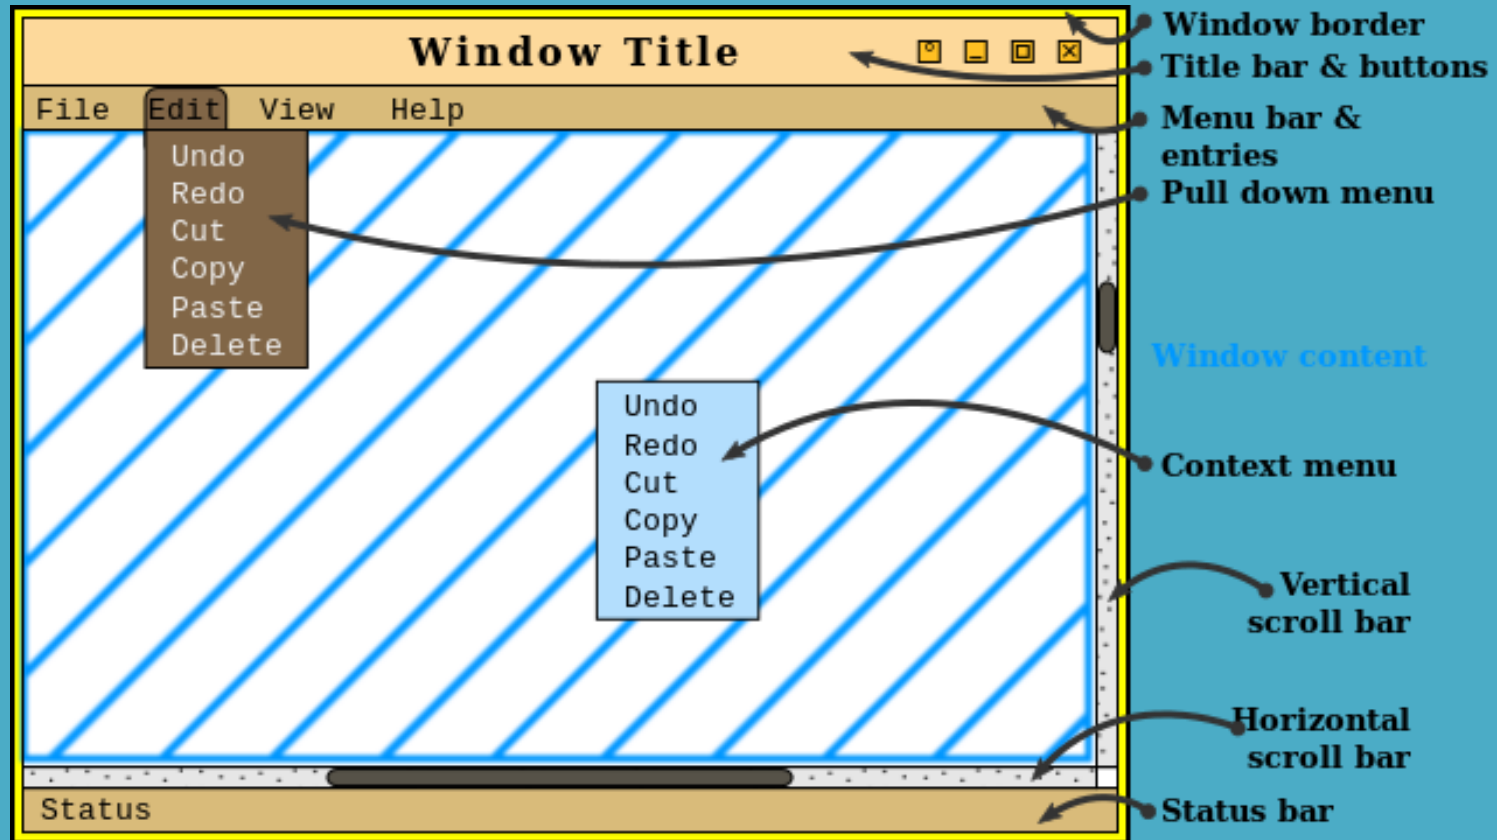 Window Title
File Edit View Help
Undo
Redo
Cut
Copy
Paste
Delete
Undo
Redo
Cut
Copy
Paste
Delete
Status
Window border
Title bar & buttons
Menu bar &
entries
Pull down menu
Window content
Context menu
Vertical
scroll bar
Horizontal
scroll bar
Status bar